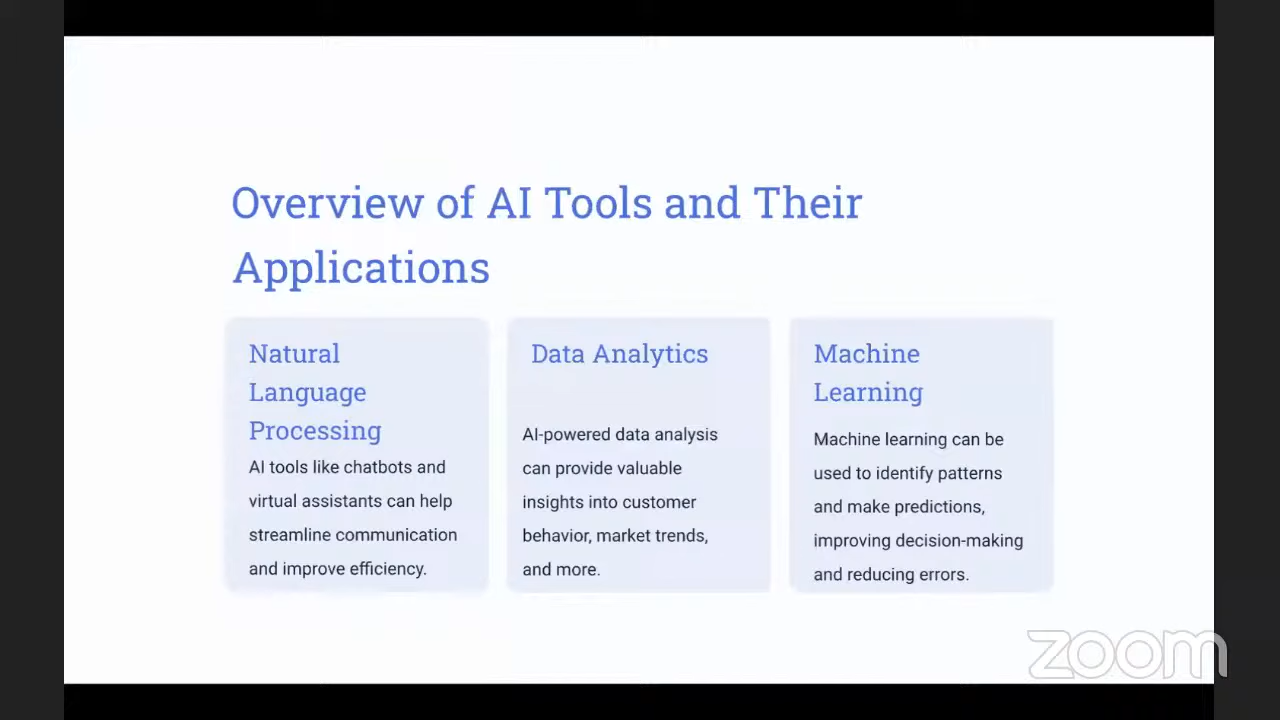 Overview of AI Tools and Their
Applications
Natural
Language
Processing
AI tools like chatbots and
virtual assistants can help
streamline communication
and improve efficiency.
Data Analytics
AI-powered data analysis
can provide valuable
insights into customer
behavior, market trends,
and more.
Machine
Learning
Machine learning can be
used to identify patterns
and make predictions,
improving decision-making
and reducing errors.
zoom